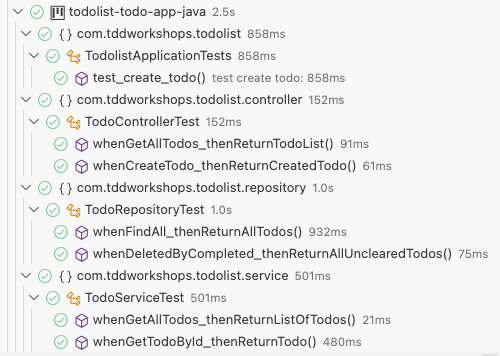 todolist-todo-app-java 2.5s
{ } com.tddworkshops.todolist 858ms
TodolistApplicationTests 858ms
test_create_todo() test create todo: 858ms
{ } com.tddworkshops.todolist.controller 152ms
TodoControllerTest 152ms
whenGetAllTodos_thenReturnTodoList() 91ms
whenCreateTodo_thenReturnCreatedTodo() 61ms
{ } com.tddworkshops.todolist.repository 1.0s
TodoRepositoryTest 1.0s
whenFindAll_thenReturnAllTodos() 932ms
whenDeletedByCompleted_thenReturnAllUnclearedTodos() 75ms
{ } com.tddworkshops.todolist.service 501ms
TodoServiceTest 501ms
whenGetAllTodos_thenReturnListOfTodos() 21ms
whenGetTodoById_thenReturnTodo() 480ms